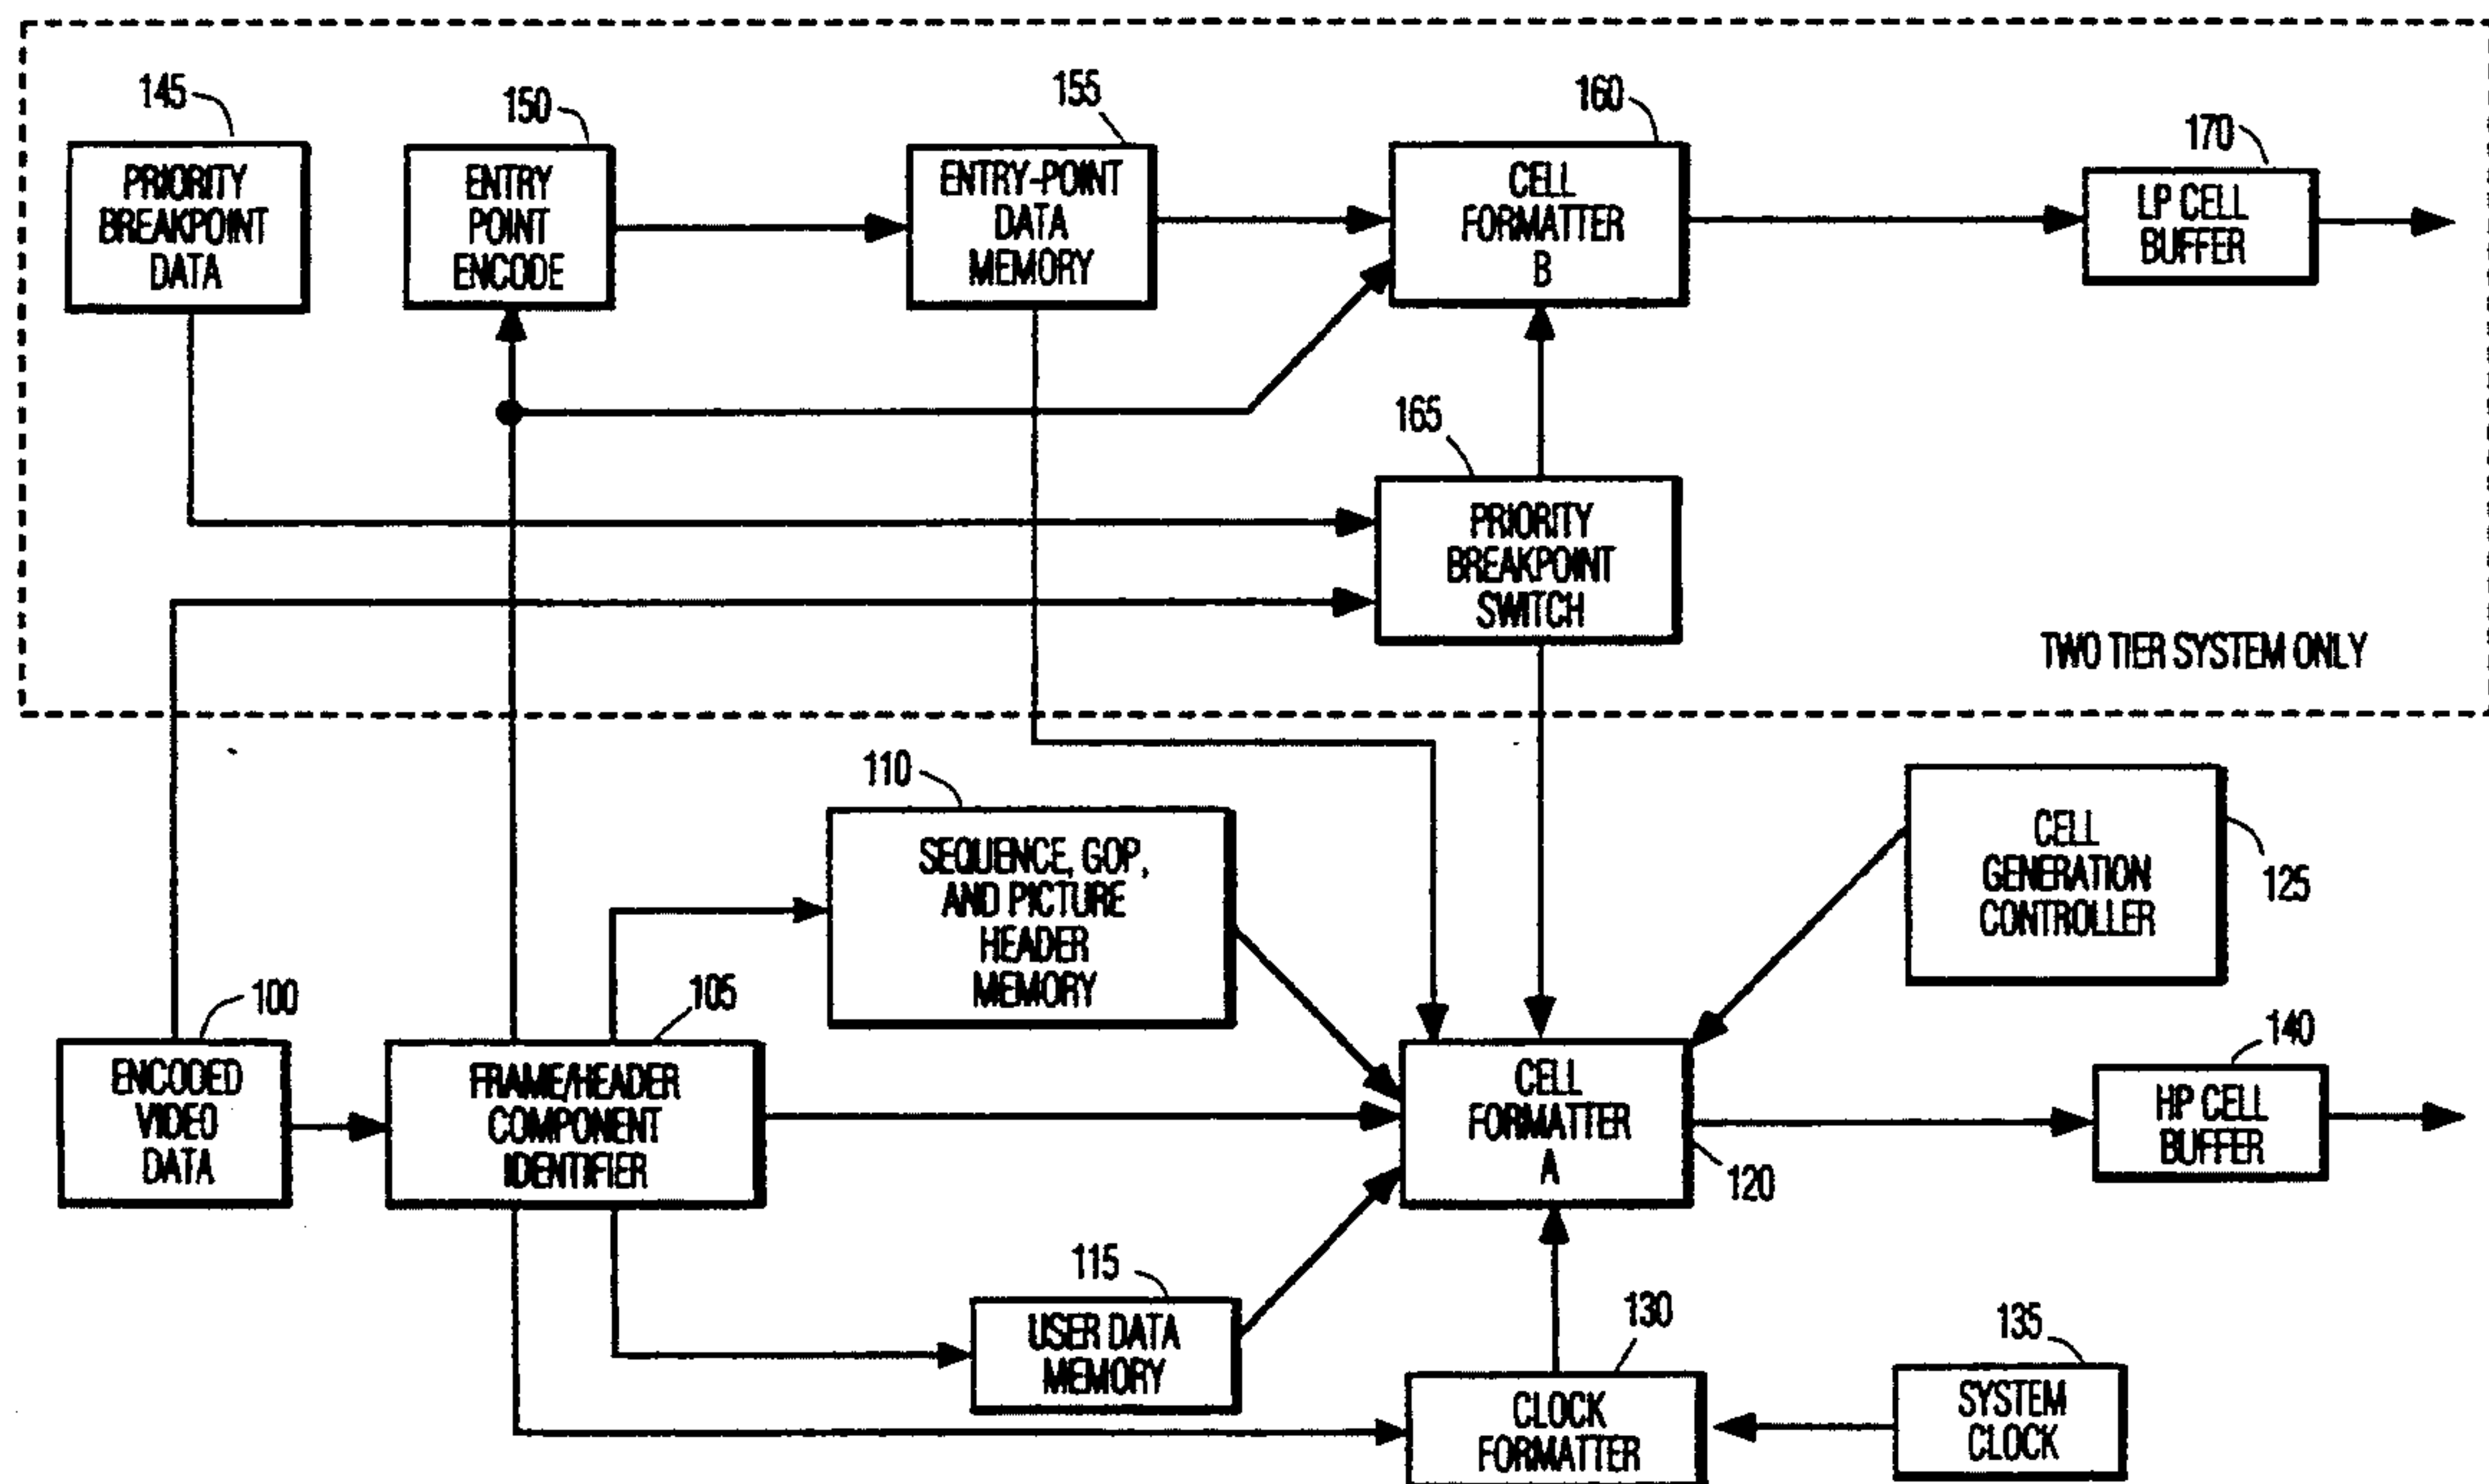 145
PRIORITY
BREAKPOINT
DATA
150
ENTRY
POINT
ENCODE
155
ENTRY-POINT
DATA
MEMORY
160
CELL
FORMATTER
B
170
LP CELL
BUFFER
165
PRIORITY
BREAKPOINT
SWITCH
TWO TIER SYSTEM ONLY
110
SEQUENCE, GOP,
AND PICTURE
HEADER
MEMORY
CELL
GENERATION
CONTROLLER
125
100
ENCODED
VIDEO
DATA
105
FRAME/HEADER
COMPONENT
IDENTIFIER
CELL
FORMATTER
A
120
140
HP CELL
BUFFER
115
USER DATA
MEMORY
130
CLOCK
FORMATTER
135
SYSTEM
CLOCK